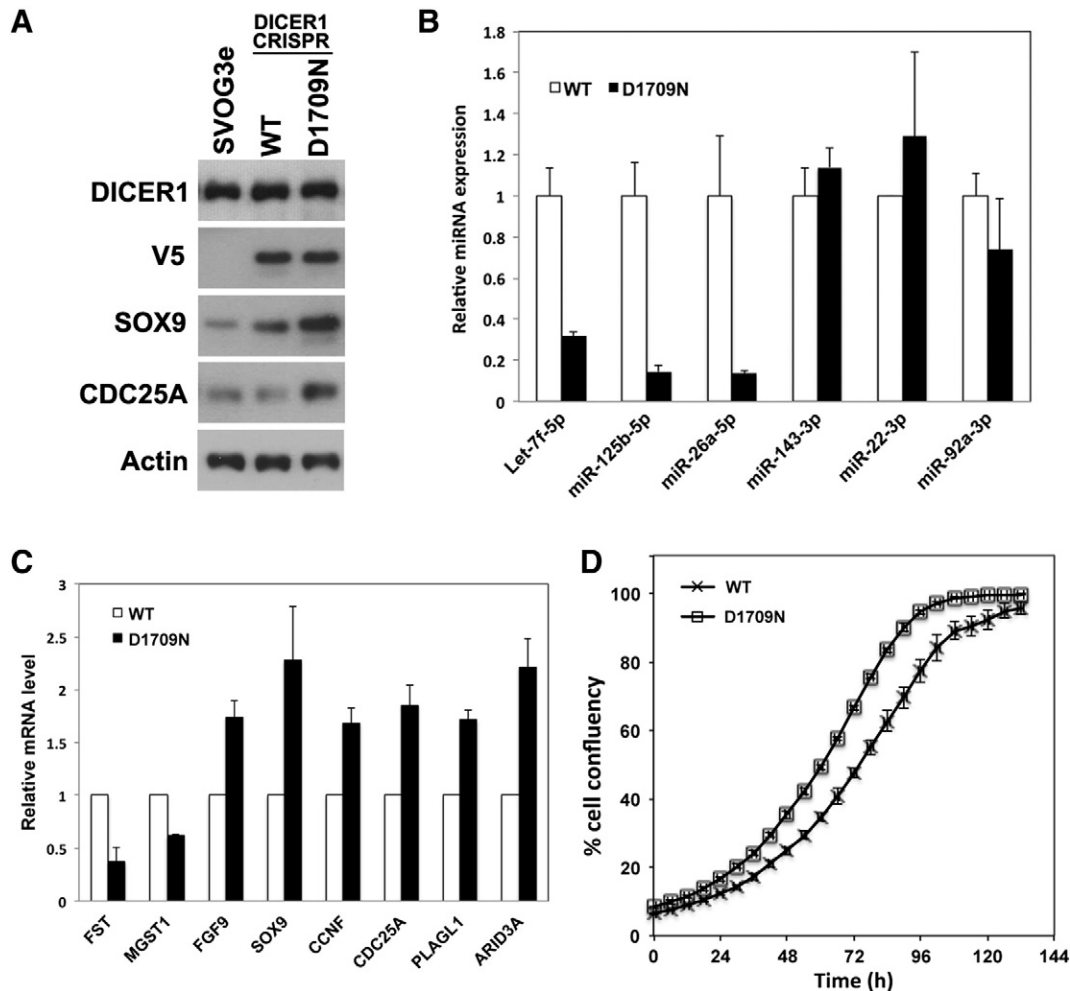 A
DICER1
CRISPR
SVOG3e
WT
D1709N
DICER1
V5
SOX9
CDC25A
Actin
B
Relative miRNA expression
1.8
1.6
1.4
1.2
1
0.8
0.6
0.4
0.2
0
WT
D1709N
Let-7f-5p
miR-125b-5p
miR-26a-5p
miR-143-3p
miR-22-3p
miR-92a-3p
C
Relative mRNA level
3
2.5
2
1.5
1
0.5
0
WT
D1709N
FST
MGST1
FGF9
SOX9
CCNF
CDC25A
PLAGL1
ARID3A
D
% cell confluency
100
80
60
40
20
0
WT
D1709N
0 24 48 72 96 120 144
Time (h)